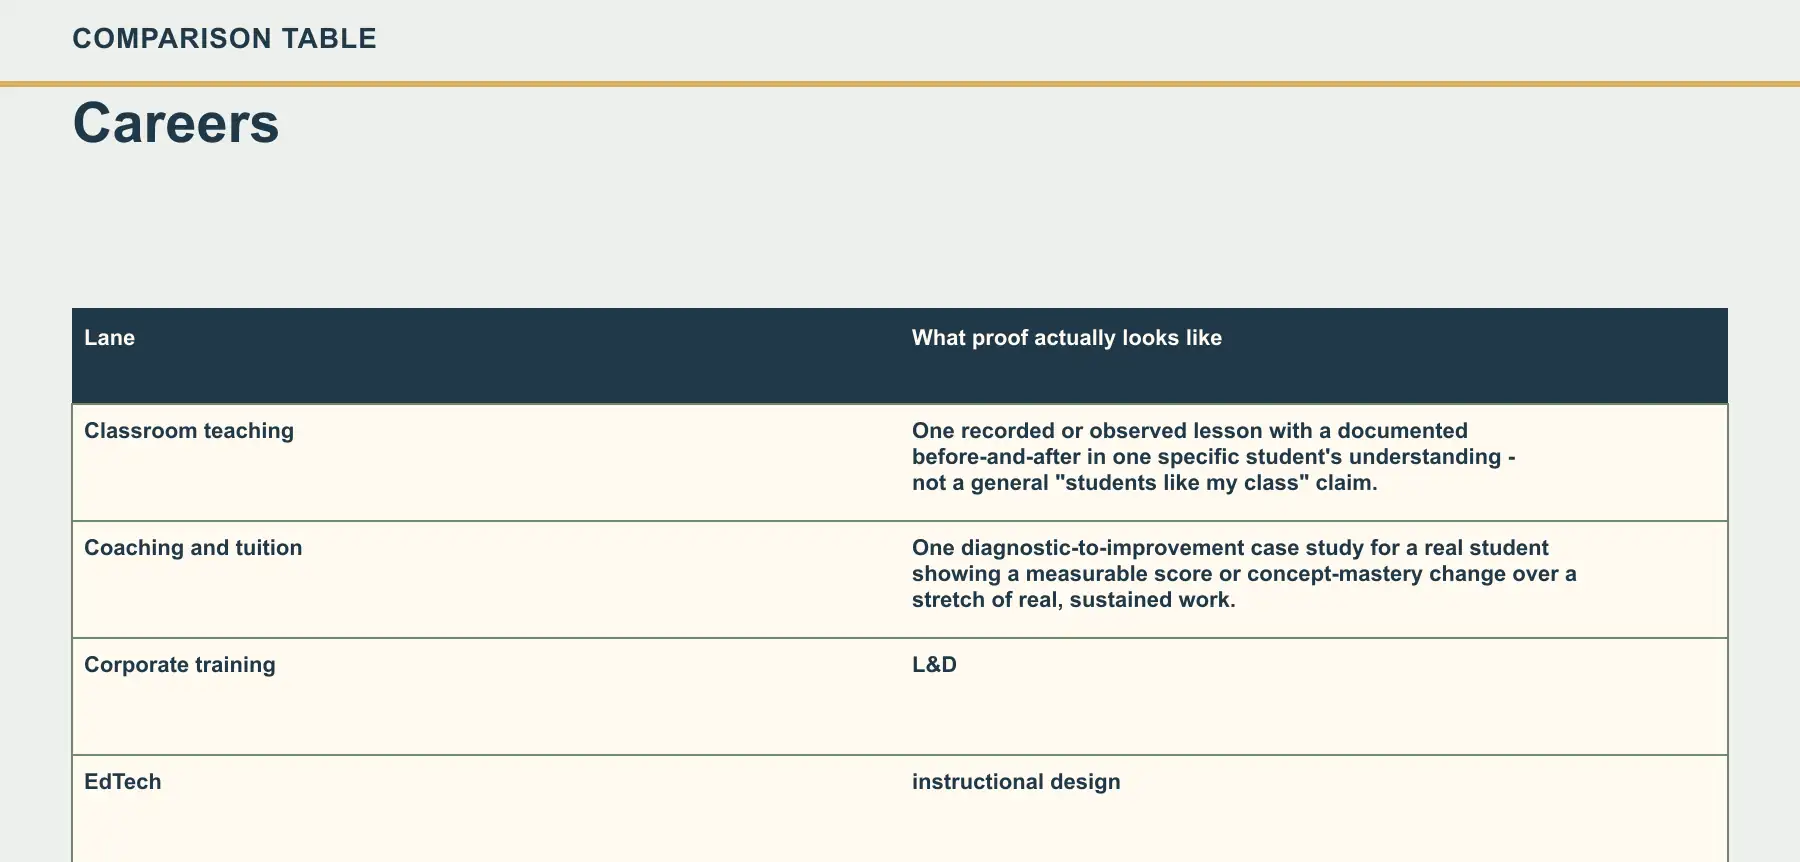 COMPARISON TABLE
Careers
Lane
What proof actually looks like
Classroom teaching
One recorded or observed lesson with a documented
before-and-after in one specific student's understanding -
not a general "students like my class" claim.
Coaching and tuition
One diagnostic-to-improvement case study for a real student
showing a measurable score or concept-mastery change over a
stretch of real, sustained work.
Corporate training
L&D
EdTech
instructional design